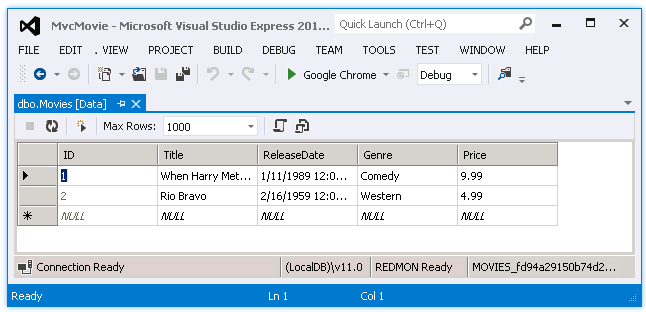 MvcMovie - Microsoft Visual Studio Express 201... Quick Launch (Ctrl+Q)
FILE EDIT . VIEW PROJECT BUILD DEBUG TEAM TOOLS TEST WINDOW . HELP
Google Chrome Debug
dbo.Movies [Data]
Max Rows: 1000
ID Title ReleaseDate Genre Price
1 When Harry Met... 1/11/1989 12:0... Comedy 9.99
2 Rio Bravo 2/16/1959 12:0... Western 4.99
NULL NULL NULL NULL NULL
Connection Ready (LocalDB)\v11.0 REDMON Ready MOVIES_fd94a29150b74d2...
Ready Ln 1 Col 1